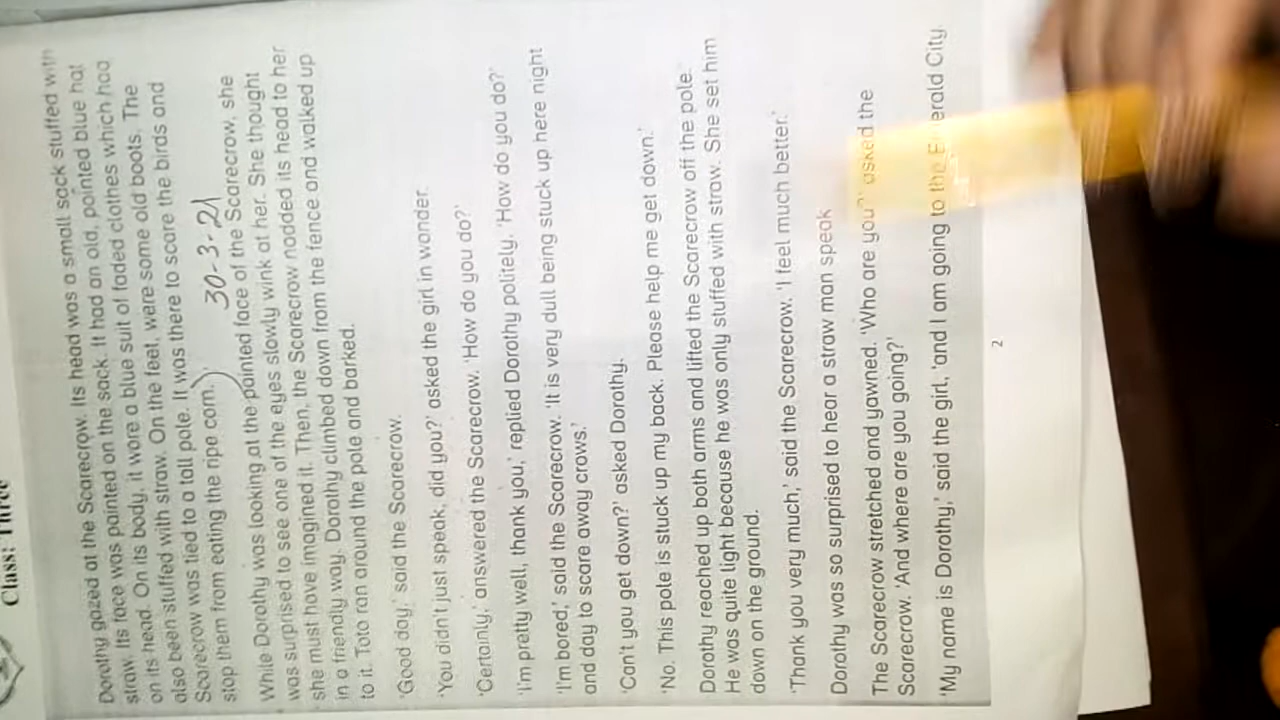 Class: Three
Dorothy gazed at the Scarecrow. Its head was a small sack stuffed with
straw. Its face was painted on the sack. It had an old, pointed blue hat
on its head. On its body, it wore a blue suit of faded clothes which had
also been stuffed with straw. On the feet, were some old boots. The
Scarecrow was tied to a tall pole. It was there to scare the birds and
stop them from eating the ripe corn.
30-3-21
While Dorothy was looking at the painted face of the Scarecrow, she
was surprised to see one of the eyes slowly wink at her. She thought
she must have imagined it. Then, the Scarecrow nodded its head to her
in a friendly way. Dorothy climbed down from the fence and walked up
to it. Toto ran around the pole and barked.
'Good day,' said the Scarecrow.
'You didn't just speak, did you?' asked the girl in wonder.
'Certainly,' answered the Scarecrow. 'How do you do?'
'I'm pretty well, thank you,' replied Dorothy politely. 'How do you do?'
'I'm bored,' said the Scarecrow. 'It is very dull being stuck up here night
and day to scare away crows.'
'Can't you get down?' asked Dorothy.
'No. This pole is stuck up my back. Please help me get down.'
Dorothy reached up both arms and lifted the Scarecrow off the pole.
He was quite light because he was only stuffed with straw. She set him
down on the ground.
'Thank you very much,' said the Scarecrow. 'I feel much better.'
Dorothy was so surprised to hear a straw man speak
The Scarecrow stretched and yawned. 'Who are you?' asked the
Scarecrow. 'And where are you going?'
'My name is Dorothy,' said the girl, 'and I am going to the Emerald City.
2